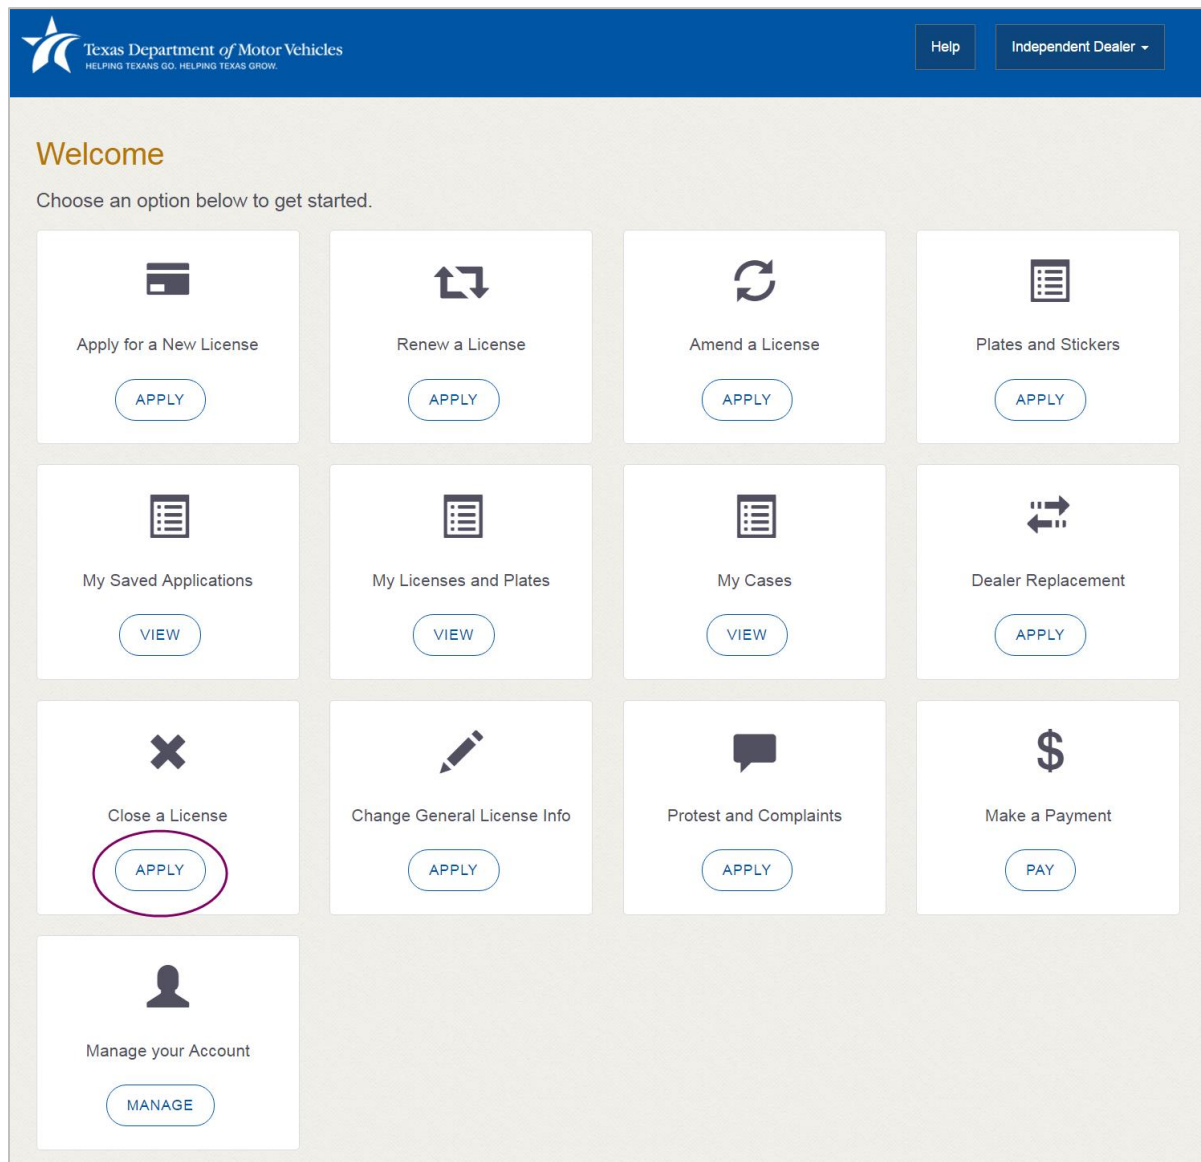 Texas Department of Motor Vehicles
HELPING TEXANS GO. HELPING TEXAS GROW.
Help
Independent Dealer
Welcome
Choose an option below to get started.
Apply for a New License
APPLY
Renew a License
APPLY
Amend a License
APPLY
Plates and Stickers
APPLY
My Saved Applications
VIEW
My Licenses and Plates
VIEW
My Cases
VIEW
Dealer Replacement
APPLY
Close a License
APPLY
Change General License Info
APPLY
Protest and Complaints
APPLY
$
Make a Payment
PAY
Manage your Account
MANAGE